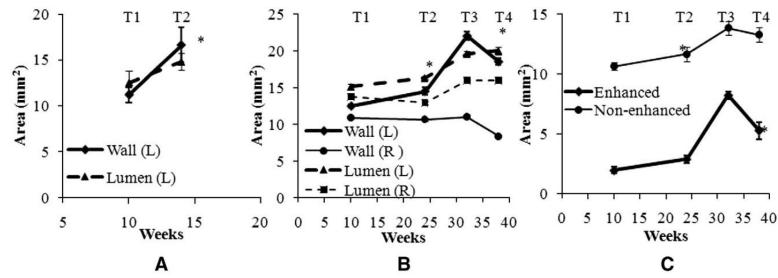 T1 T2
Area (mm²)
25
20
15
10
5
0
*
Wall (L)
Lumen (L)
5 10 15 20
Weeks
A
T1 T2 T3 T4
Area (mm²)
25
20
15
10
5
0
* *
Wall (L)
Wall (R )
Lumen (L)
Lumen (R)
0 5 10 15 20 25 30 35 40
Weeks
B
T1 T2 T3 T4
Area (mm²)
15
10
5
0
* *
Enhanced
Non-enhanced
0 5 10 15 20 25 30 35 40
Weeks
C